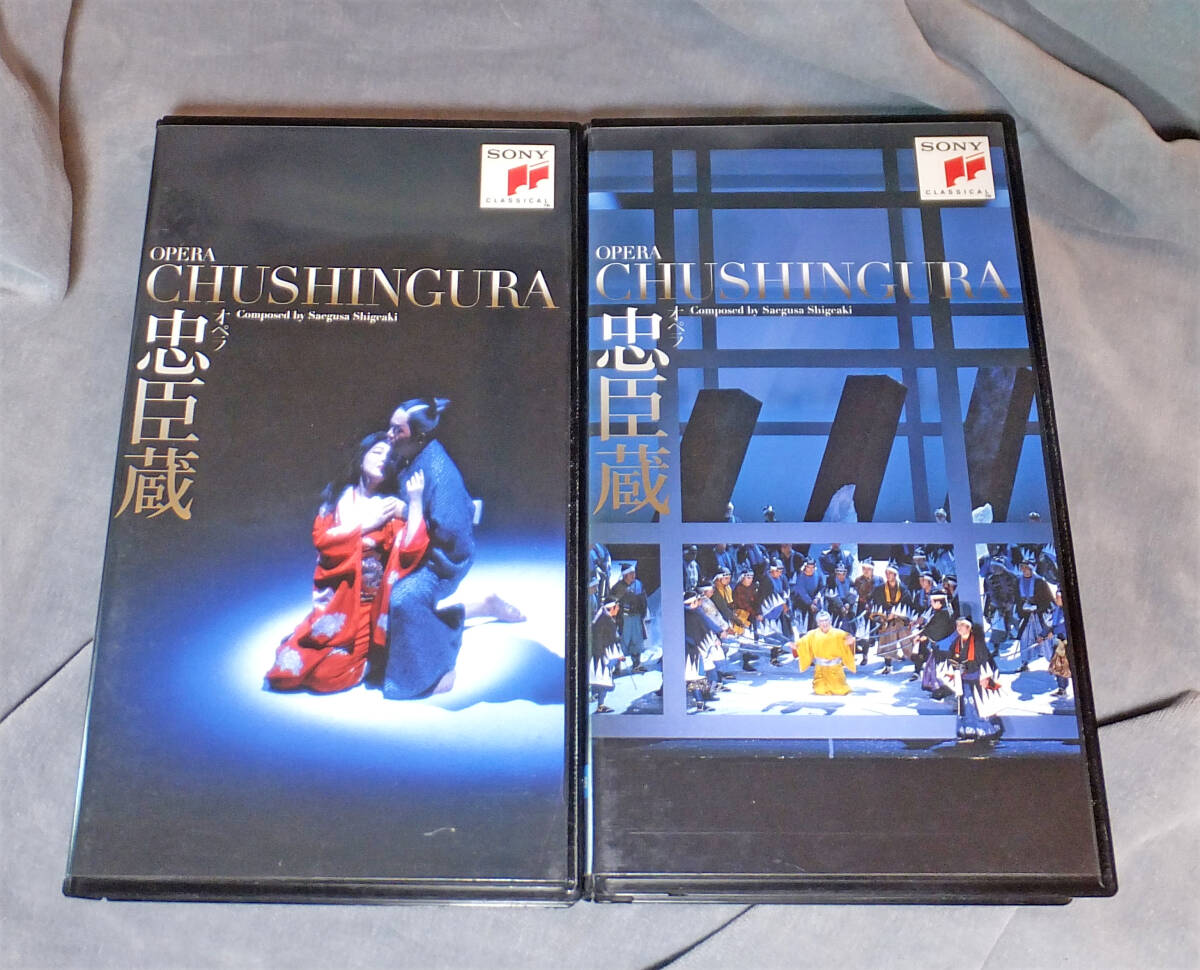 SONY
CLASSICAL
OPERA
CHUSHINGURA
Composed by Saegusa Shigeaki
オペラ
忠臣蔵
SONY
CLASSICAL
OPERA
CHUSHINGURA
Composed by Saegusa Shigeaki
オペラ
忠臣蔵